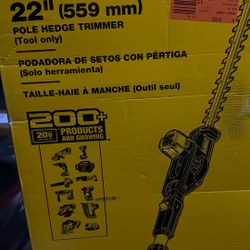 22" (559 mm)
POLE HEDGE TRIMMER
(Tool only)
PODADORA DE SETOS CON PÉRTIGA
(Solo herramienta)
TAILLE-HAIE À MANCHE (Outil seul)
200+
20V
PRODUCTS
AND GROWING